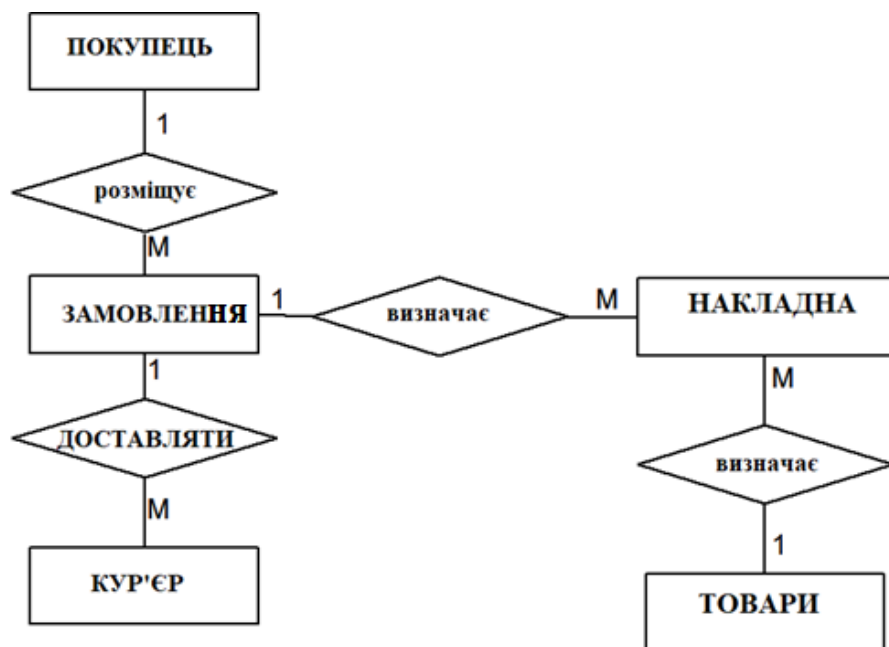 ПОКУПЕЦЬ
1
розміщує
М
ЗАМОВЛЕННЯ
1
визначає
М
НАКЛАДНА
1
М
ДОСТАВЛЯТИ
визначає
М
1
КУР'ЄР
ТОВАРИ